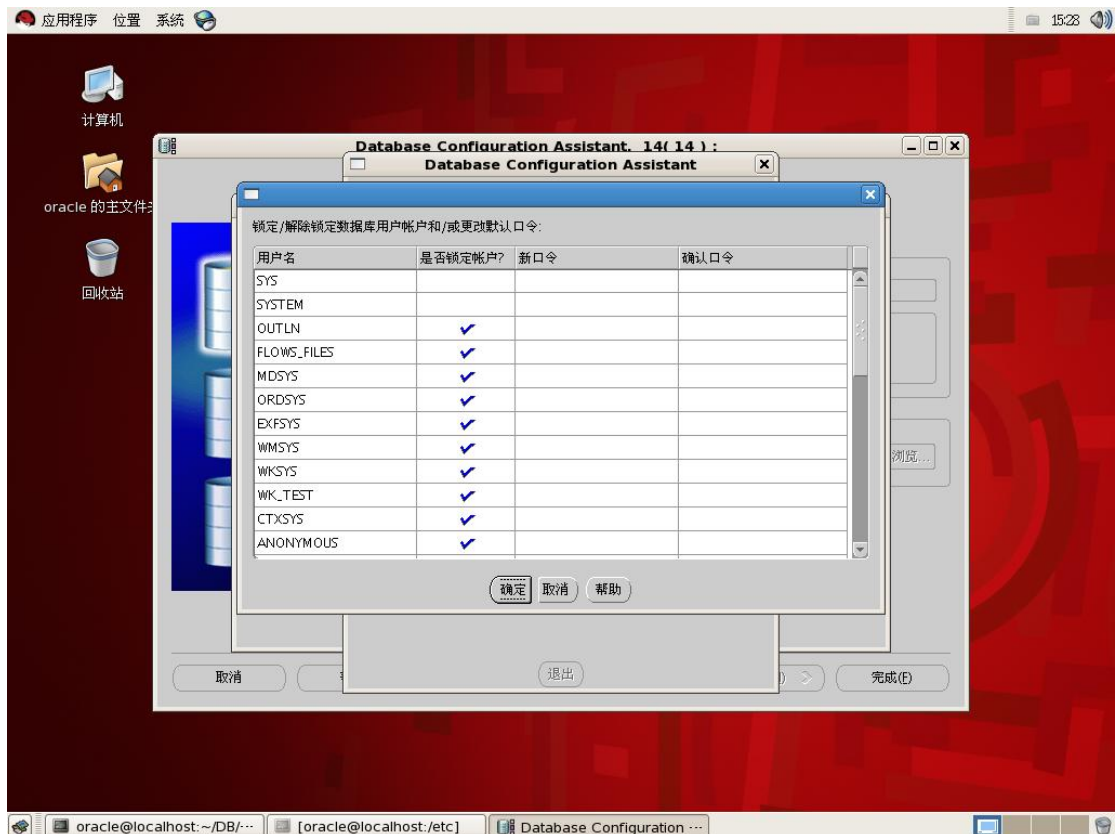 应用程序 位置 系统 15:28
计算机
oracle 的主文件
回收站
Database Configuration Assistant, 14( 14 ) :
Database Configuration Assistant
锁定/解除锁定数据库用户帐户和/或更改默认口令:
用户名 是否锁定帐户? 新口令 确认口令
SYS
SYSTEM
OUTLN
FLOWS_FILES
MDSYS
ORDSYS
EXFSYS
WMSYS
WKSYS
WK_TEST
CTXSYS
ANONYMOUS
浏览...
确定 取消 帮助
退出
取消 完成(F)
oracle@localhost:~/DB/··· [oracle@localhost:/etc] Database Configuration ···